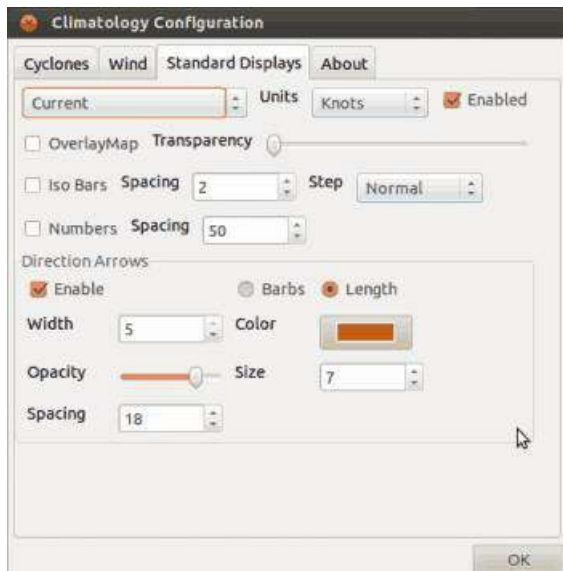 Climatology Configuration
Cyclones Wind Standard Displays About
Current Units Knots Enabled
OverlayMap Transparency
Iso Bars Spacing 2 Step Normal
Numbers Spacing 50
Direction Arrows
Enable Barbs Length
Width 5 Color
Opacity Size 7
Spacing 18
OK